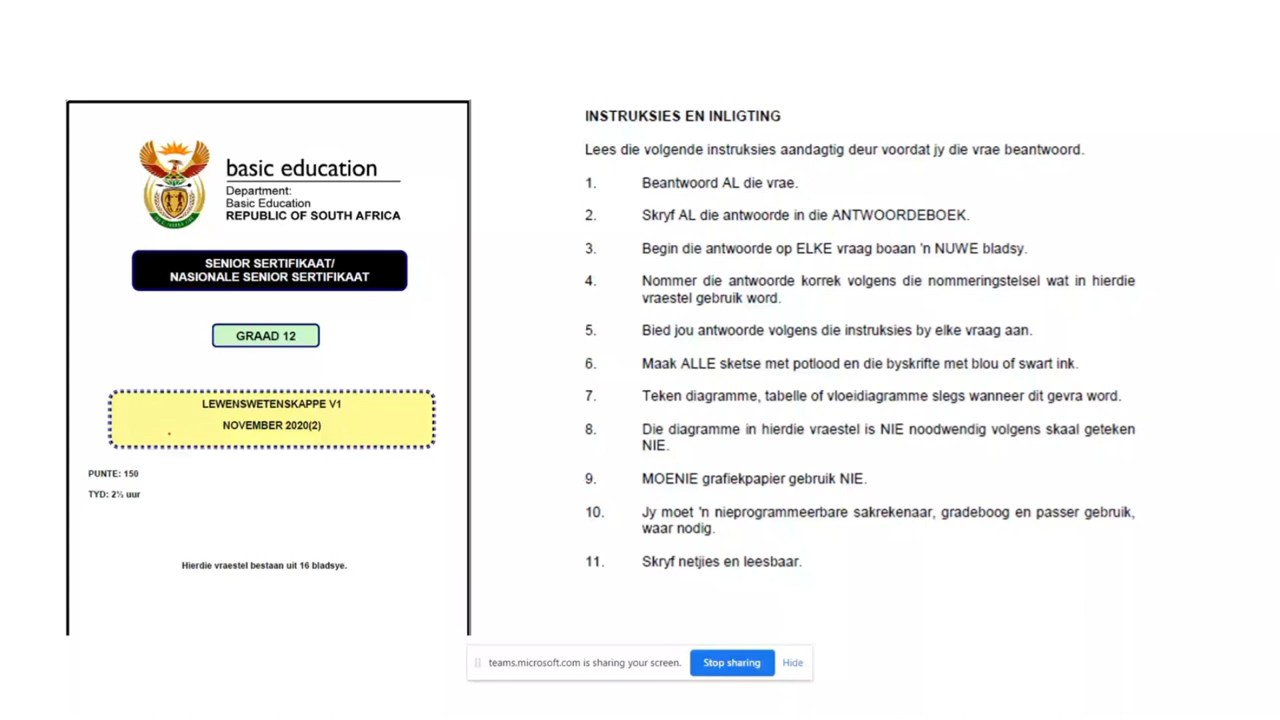 basic education
Department:
Basic Education
REPUBLIC OF SOUTH AFRICA
SENIOR SERTIFIKAAT/
NASIONALE SENIOR SERTIFIKAAT
GRAAD 12
LEWENSWETENSKAPPE V1
NOVEMBER 2020(2)
PUNTE: 150
TYD: 2½ uur
Hierdie vraestel bestaan uit 16 bladsye.
INSTRUKSIES EN INLIGTING
Lees die volgende instruksies aandagtig deur voordat jy die vrae beantwoord.
1. Beantwoord AL die vrae.
2. Skryf AL die antwoorde in die ANTWOORDEBOEK.
3. Begin die antwoorde op ELKE vraag boaan 'n NUWE bladsy.
4. Nommer die antwoorde korrek volgens die nommeringstelsel wat in hierdie
vraestel gebruik word.
5. Bied jou antwoorde volgens die instruksies by elke vraag aan.
6. Maak ALLE sketse met potlood en die byskrifte met blou of swart ink.
7. Teken diagramme, tabelle of vloeidiagramme slegs wanneer dit gevra word.
8. Die diagramme in hierdie vraestel is NIE noodwendig volgens skaal geteken
NIE.
9. MOENIE grafiekpapier gebruik NIE.
10. Jy moet 'n nieprogrammeerbare sakrekenaar, gradeboog en passer gebruik,
waar nodig.
11. Skryf netjies en leesbaar.
teams.microsoft.com is sharing your screen.
Stop sharing
Hide